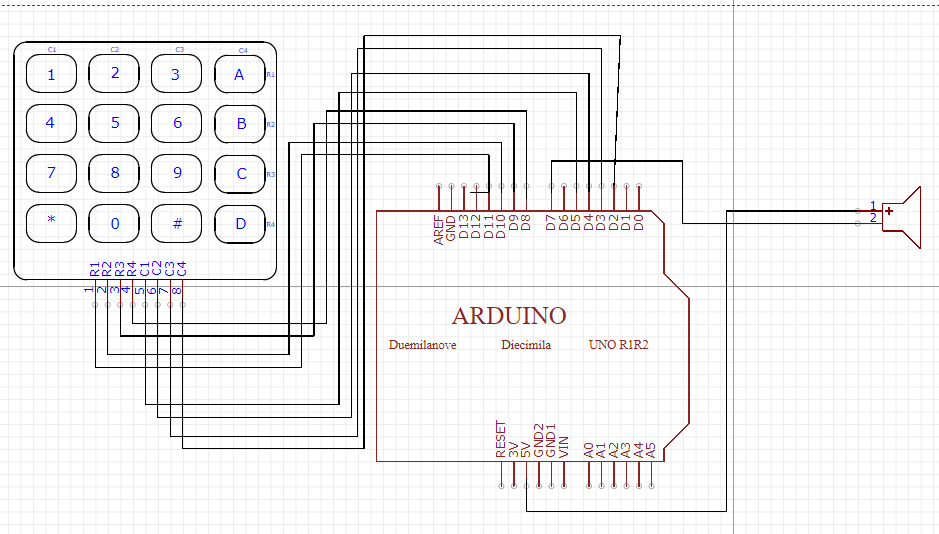 C1 C2 C3 C4
1 2 3 A R1
4 5 6 B R2
7 8 9 C R3
* 0 # D R4
R1 R2 R3 R4 C1 C2 C3 C4
1 2 3 4 5 6 7 8
AREF GND D13 D12 D11 D10 D9 D8 D7 D6 D5 D4 D3 D2 D1 D0
1 +
2
ARDUINO
Duemilanove Diecimila UNO R1R2
RESET 3V 5V GND2 GND1 VIN A0 A1 A2 A3 A4 A5